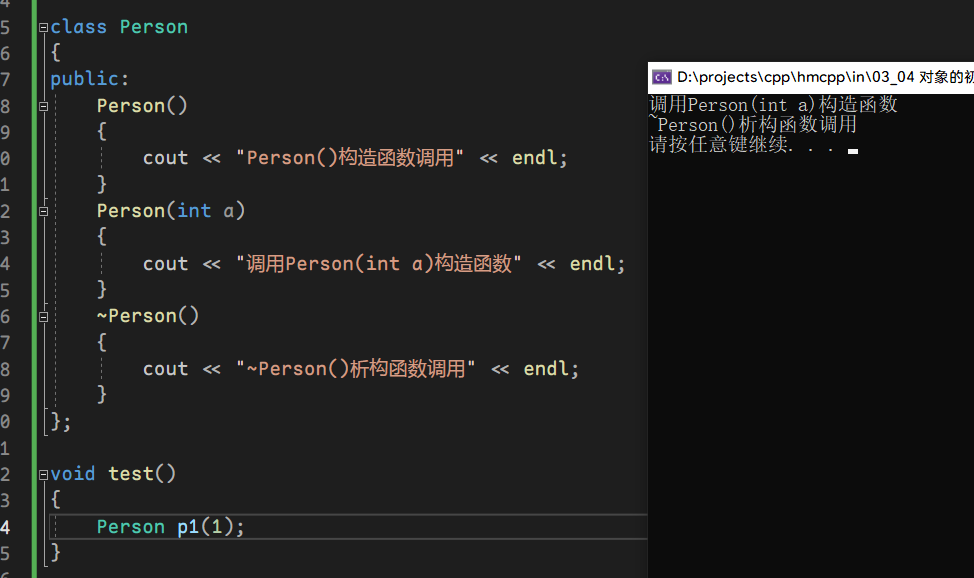 4
5 class Person
6 {
7 public:
8 Person()
9 {
0 cout << "Person()构造函数调用" << endl;
1 }
2 Person(int a)
3 {
4 cout << "调用Person(int a)构造函数" << endl;
5 }
6 ~Person()
7 {
8 cout << "~Person()析构函数调用" << endl;
9 }
0 };
1
2 void test()
3 {
4 Person p1(1);
5 }
C:\ D:\projects\cpp\hmcpp\in\03_04 对象的初
调用Person(int a)构造函数
~Person()析构函数调用
请按任意键继续. . .